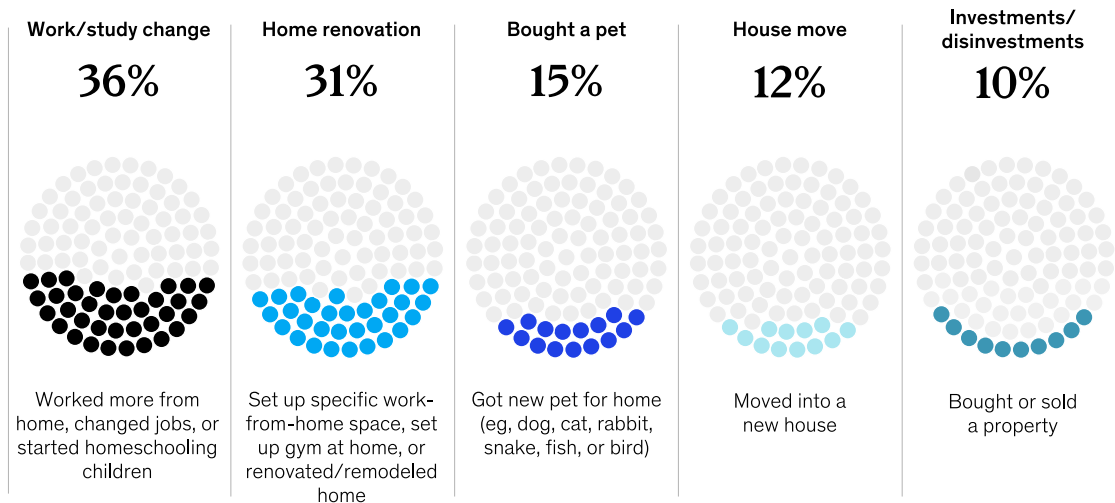 Work/study change
36%
Worked more from
home, changed jobs, or
started homeschooling
children
Home renovation
31%
Set up specific work-
from-home space, set
up gym at home, or
renovated/remodeled
home
Bought a pet
15%
Got new pet for home
(eg, dog, cat, rabbit,
snake, fish, or bird)
House move
12%
Moved into a
new house
Investments/
disinvestments
10%
Bought or sold
a property